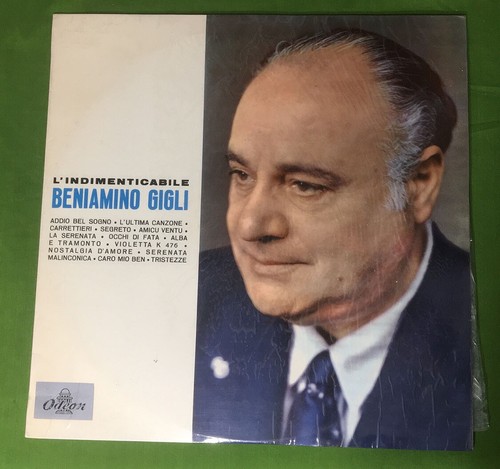 L'INDIMENTICABILE
BENIAMINO GIGLI
ADDIO BEL SOGNO • L'ULTIMA CANZONE •
CARRETTIERI • SEGRETO • AMICU VENTU •
LA SERENATA • OCCHI DI FATA • ALBA
E TRAMONTO • VIOLETTA K 476 •
NOSTALGIA D'AMORE • SERENATA
MALINCONICA • CARO MIO BEN • TRISTEZZE
Odeon